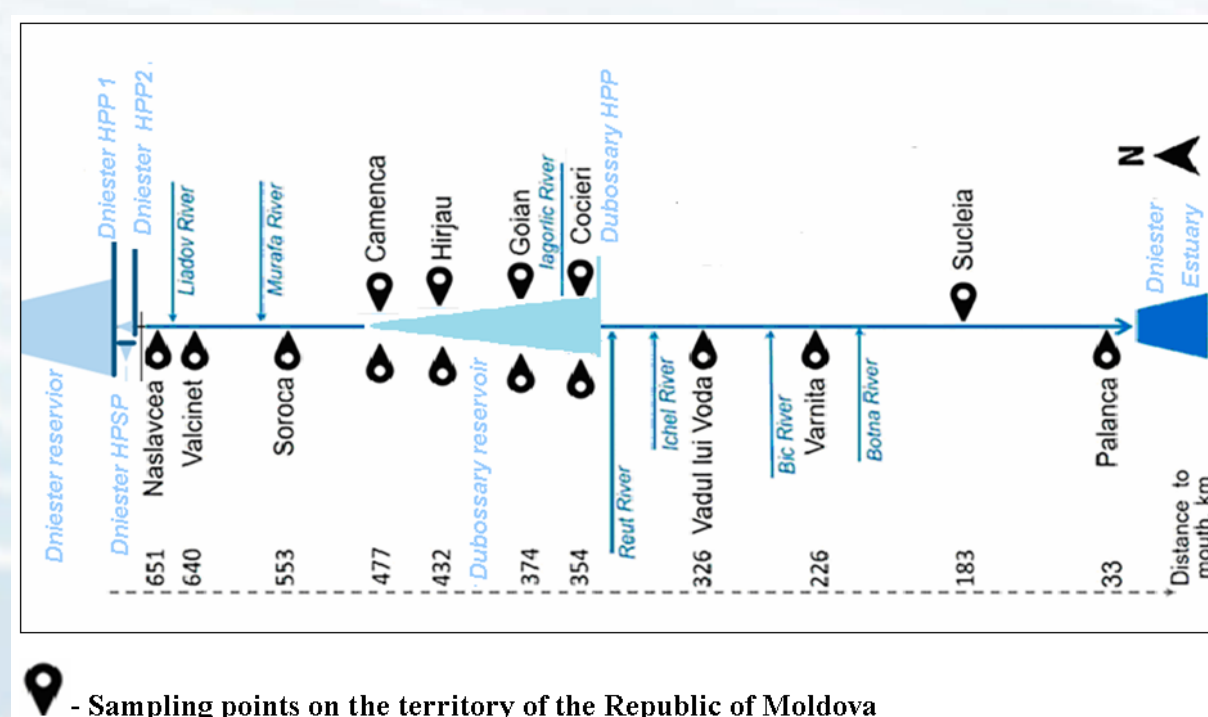 Dniester reservior
Dniester HPSP
Dniester HPP 1
Dniester HPP2
Naslavcea
Liadov River
Valcinet
Murafa River
Soroca
Camenca
Hirjau
Dubossary reservoir
Goian
Iagorlic River
Cocieri
Dubossary HPP
Reut River
Ichel River
Vadul lui Voda
Bic River
Varnita
Botna River
Sucleia
Palanca
N
Dniester
Estuary
651
640
553
477
432
374
354
326
226
183
33
Distance to
mouth, km
- Sampling points on the territory of the Republic of Moldova